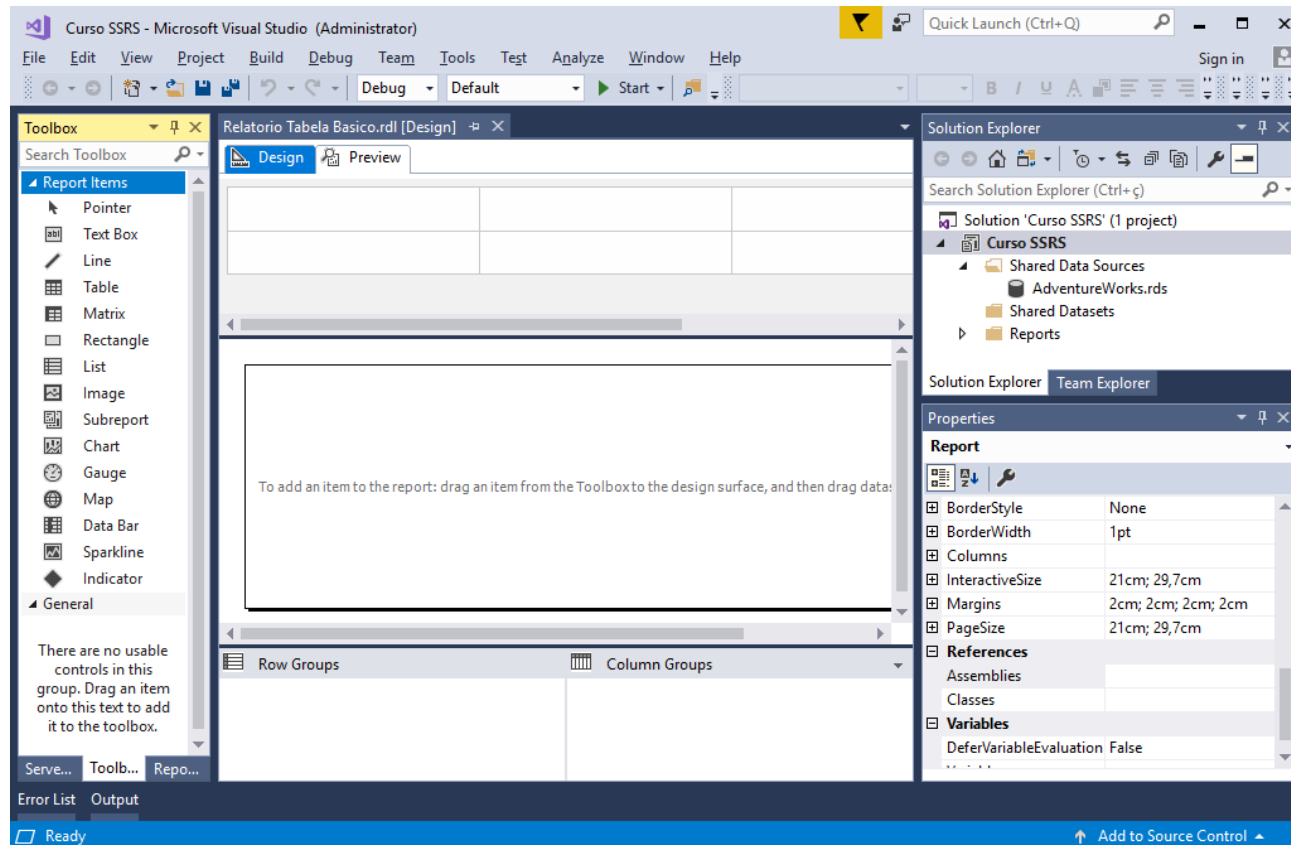 Curso SSRS - Microsoft Visual Studio (Administrator)
Quick Launch (Ctrl+Q)
File Edit View Project Build Debug Team Tools Test Analyze Window Help
Sign in
Debug Default Start
B I U A
Toolbox
Search Toolbox
Report Items
Pointer
Text Box
Line
Table
Matrix
Rectangle
List
Image
Subreport
Chart
Gauge
Map
Data Bar
Sparkline
Indicator
General
There are no usable
controls in this
group. Drag an item
onto this text to add
it to the toolbox.
Serve... Toolb... Repo...
Relatorio Tabela Basico.rdl [Design]
Design Preview
To add an item to the report: drag an item from the Toolbox to the design surface, and then drag
Row Groups Column Groups
Solution Explorer
Search Solution Explorer (Ctrl+ç)
Solution 'Curso SSRS' (1 project)
Curso SSRS
Shared Data Sources
AdventureWorks.rds
Shared Datasets
Reports
Solution Explorer Team Explorer
Properties
Report
BorderStyle None
BorderWidth 1pt
Columns
InteractiveSize 21cm; 29,7cm
Margins 2cm; 2cm; 2cm; 2cm
PageSize 21cm; 29,7cm
References
Assemblies
Classes
Variables
DeferVariableEvaluation False
Error List Output
Ready
Add to Source Control